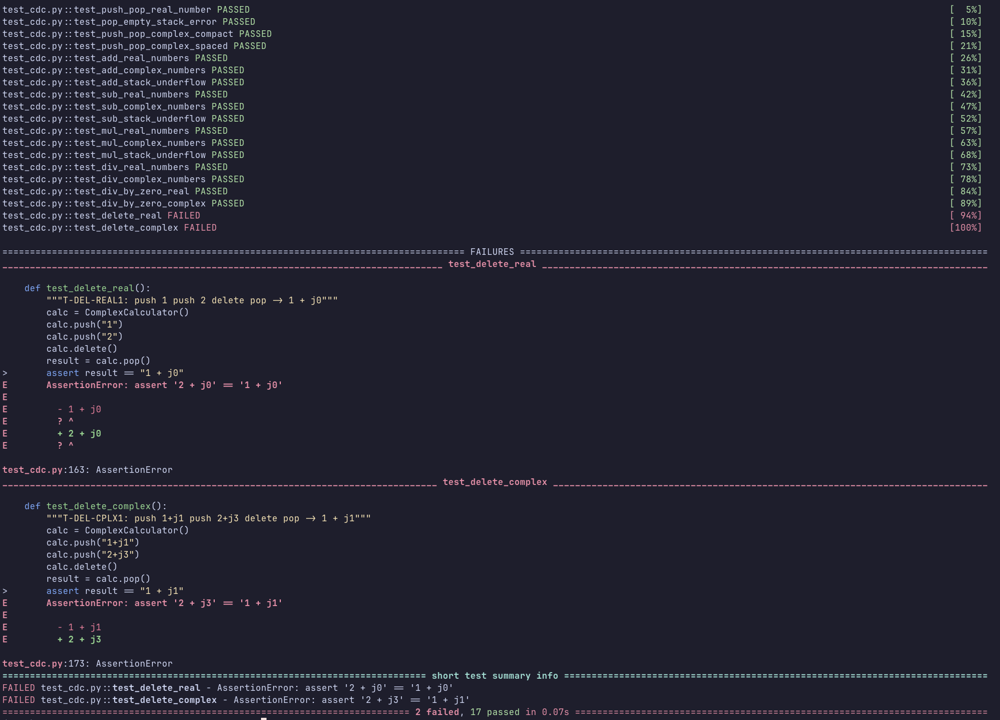 test_cdc.py::test_push_pop_real_number PASSED [  5%]
test_cdc.py::test_pop_empty_stack_error PASSED [ 10%]
test_cdc.py::test_push_pop_complex_compact PASSED [ 15%]
test_cdc.py::test_push_pop_complex_spaced PASSED [ 21%]
test_cdc.py::test_add_real_numbers PASSED [ 26%]
test_cdc.py::test_add_complex_numbers PASSED [ 31%]
test_cdc.py::test_add_stack_underflow PASSED [ 36%]
test_cdc.py::test_sub_real_numbers PASSED [ 42%]
test_cdc.py::test_sub_complex_numbers PASSED [ 47%]
test_cdc.py::test_sub_stack_underflow PASSED [ 52%]
test_cdc.py::test_mul_real_numbers PASSED [ 57%]
test_cdc.py::test_mul_complex_numbers PASSED [ 63%]
test_cdc.py::test_mul_stack_underflow PASSED [ 68%]
test_cdc.py::test_div_real_numbers PASSED [ 73%]
test_cdc.py::test_div_complex_numbers PASSED [ 78%]
test_cdc.py::test_div_by_zero_real PASSED [ 84%]
test_cdc.py::test_div_by_zero_complex PASSED [ 89%]
test_cdc.py::test_delete_real FAILED [ 94%]
test_cdc.py::test_delete_complex FAILED [100%]
==================================================================================== FAILURES =====================================================================================
________________________________________________________________________________ test_delete_real _________________________________________________________________________________
    def test_delete_real():
        """T-DEL-REAL1: push 1 push 2 delete pop -> 1 + j0"""
        calc = ComplexCalculator()
        calc.push("1")
        calc.push("2")
        calc.delete()
        result = calc.pop()
>       assert result == "1 + j0"
E       AssertionError: assert '2 + j0' == '1 + j0'
E
E         - 1 + j0
E         ? ^
E         + 2 + j0
E         ? ^
test_cdc.py:163: AssertionError
_______________________________________________________________________________ test_delete_complex _______________________________________________________________________________
    def test_delete_complex():
        """T-DEL-CPLX1: push 1+j1 push 2+j3 delete pop -> 1 + j1"""
        calc = ComplexCalculator()
        calc.push("1+j1")
        calc.push("2+j3")
        calc.delete()
        result = calc.pop()
>       assert result == "1 + j1"
E       AssertionError: assert '2 + j3' == '1 + j1'
E
E         - 1 + j1
E         + 2 + j3
test_cdc.py:173: AssertionError
============================================================================= short test summary info =============================================================================
FAILED test_cdc.py::test_delete_real - AssertionError: assert '2 + j0' == '1 + j0'
FAILED test_cdc.py::test_delete_complex - AssertionError: assert '2 + j3' == '1 + j1'
========================================================================== 2 failed, 17 passed in 0.07s ===========================================================================